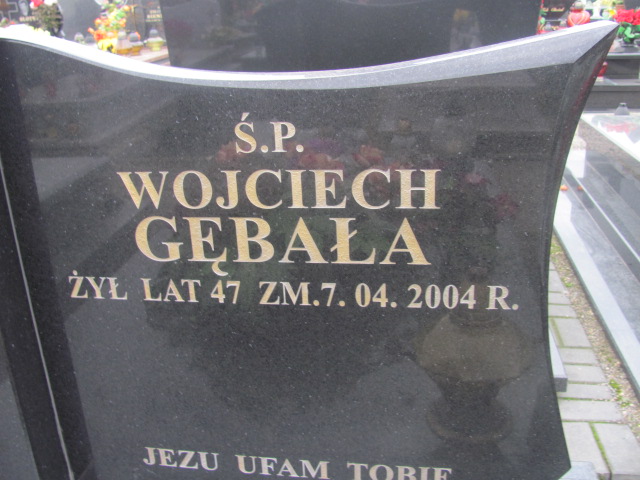 Ś.P.
WOJCIECH
GĘBAŁA
ŻYŁ LAT 47 ZM.7. 04. 2004 R.
JEZU UFAM TOBIE